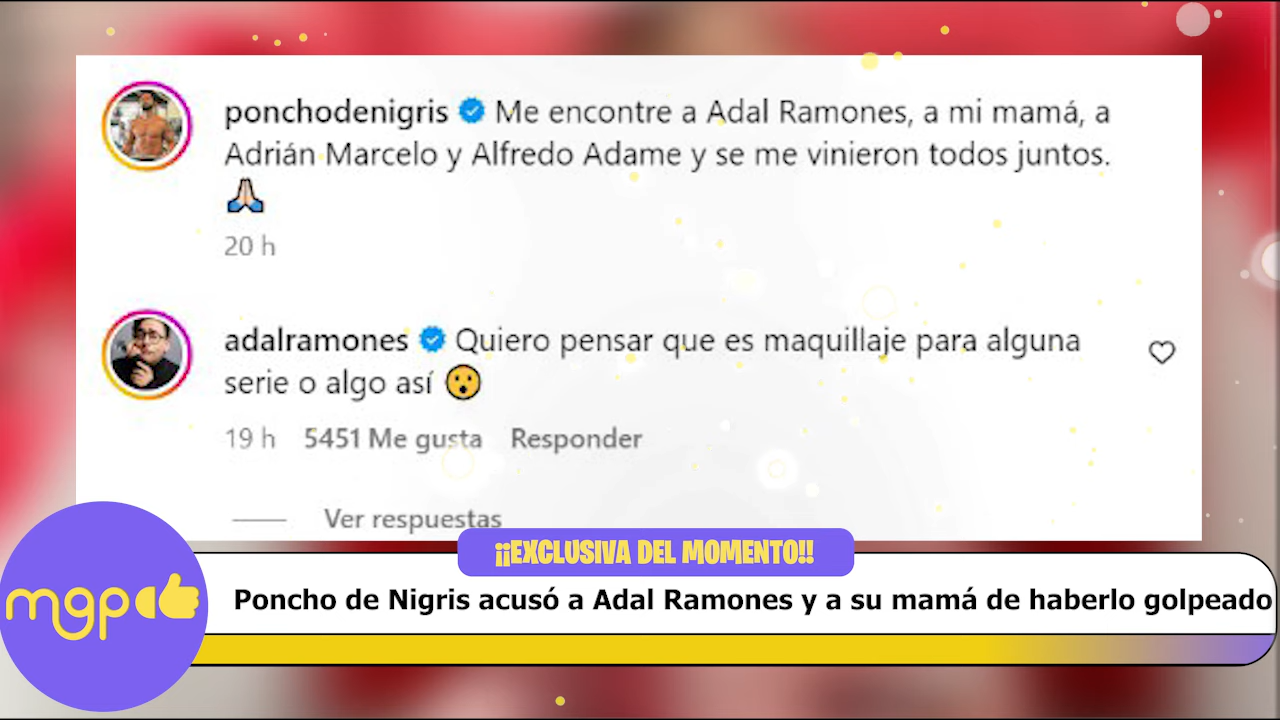 ponchodenigris Me encontre a Adal Ramones, a mi mamá, a
Adrián Marcelo y Alfredo Adame y se me vinieron todos juntos.
🙏🏻
20 h
adalramones Quiero pensar que es maquillaje para alguna
serie o algo así 😮
19 h 5451 Me gusta Responder
Ver respuestas
¡¡EXCLUSIVA DEL MOMENTO!!
mgp
Poncho de Nigris acusó a Adal Ramones y a su mamá de haberlo golpeado